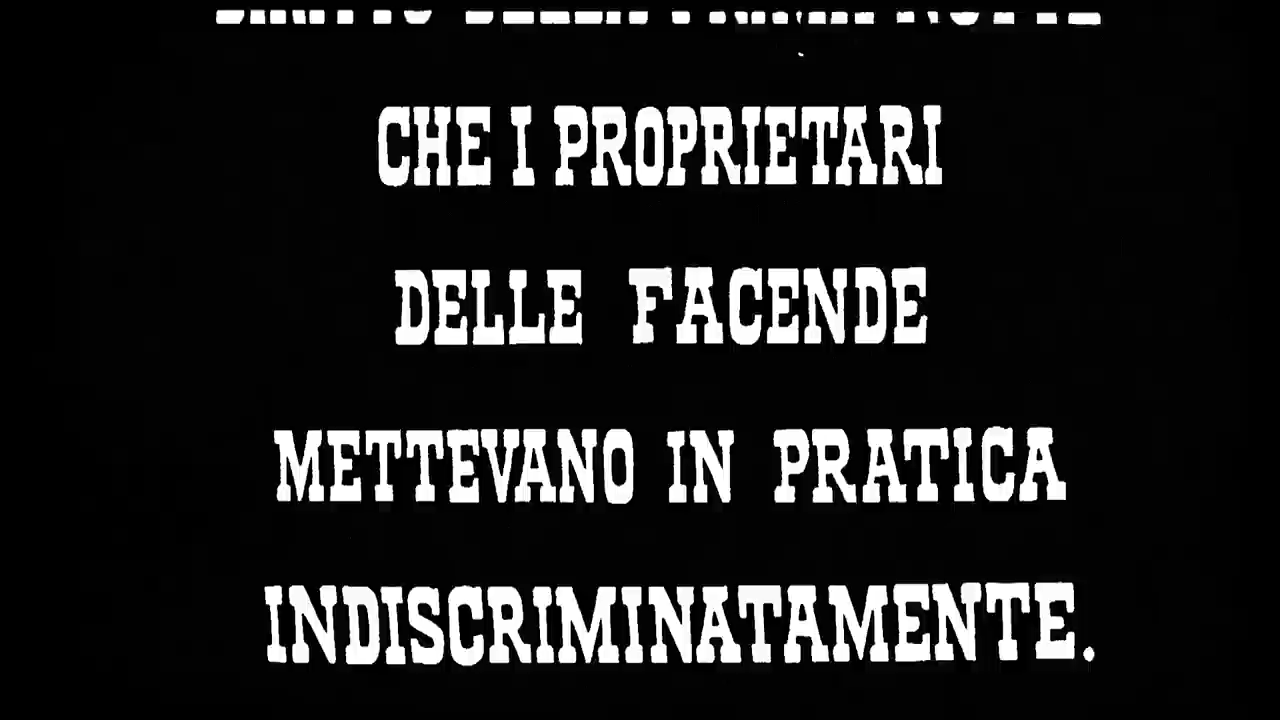 CHE I PROPRIETARI
DELLE FACENDE
METTEVANO IN PRATICA
INDISCRIMINATAMENTE.